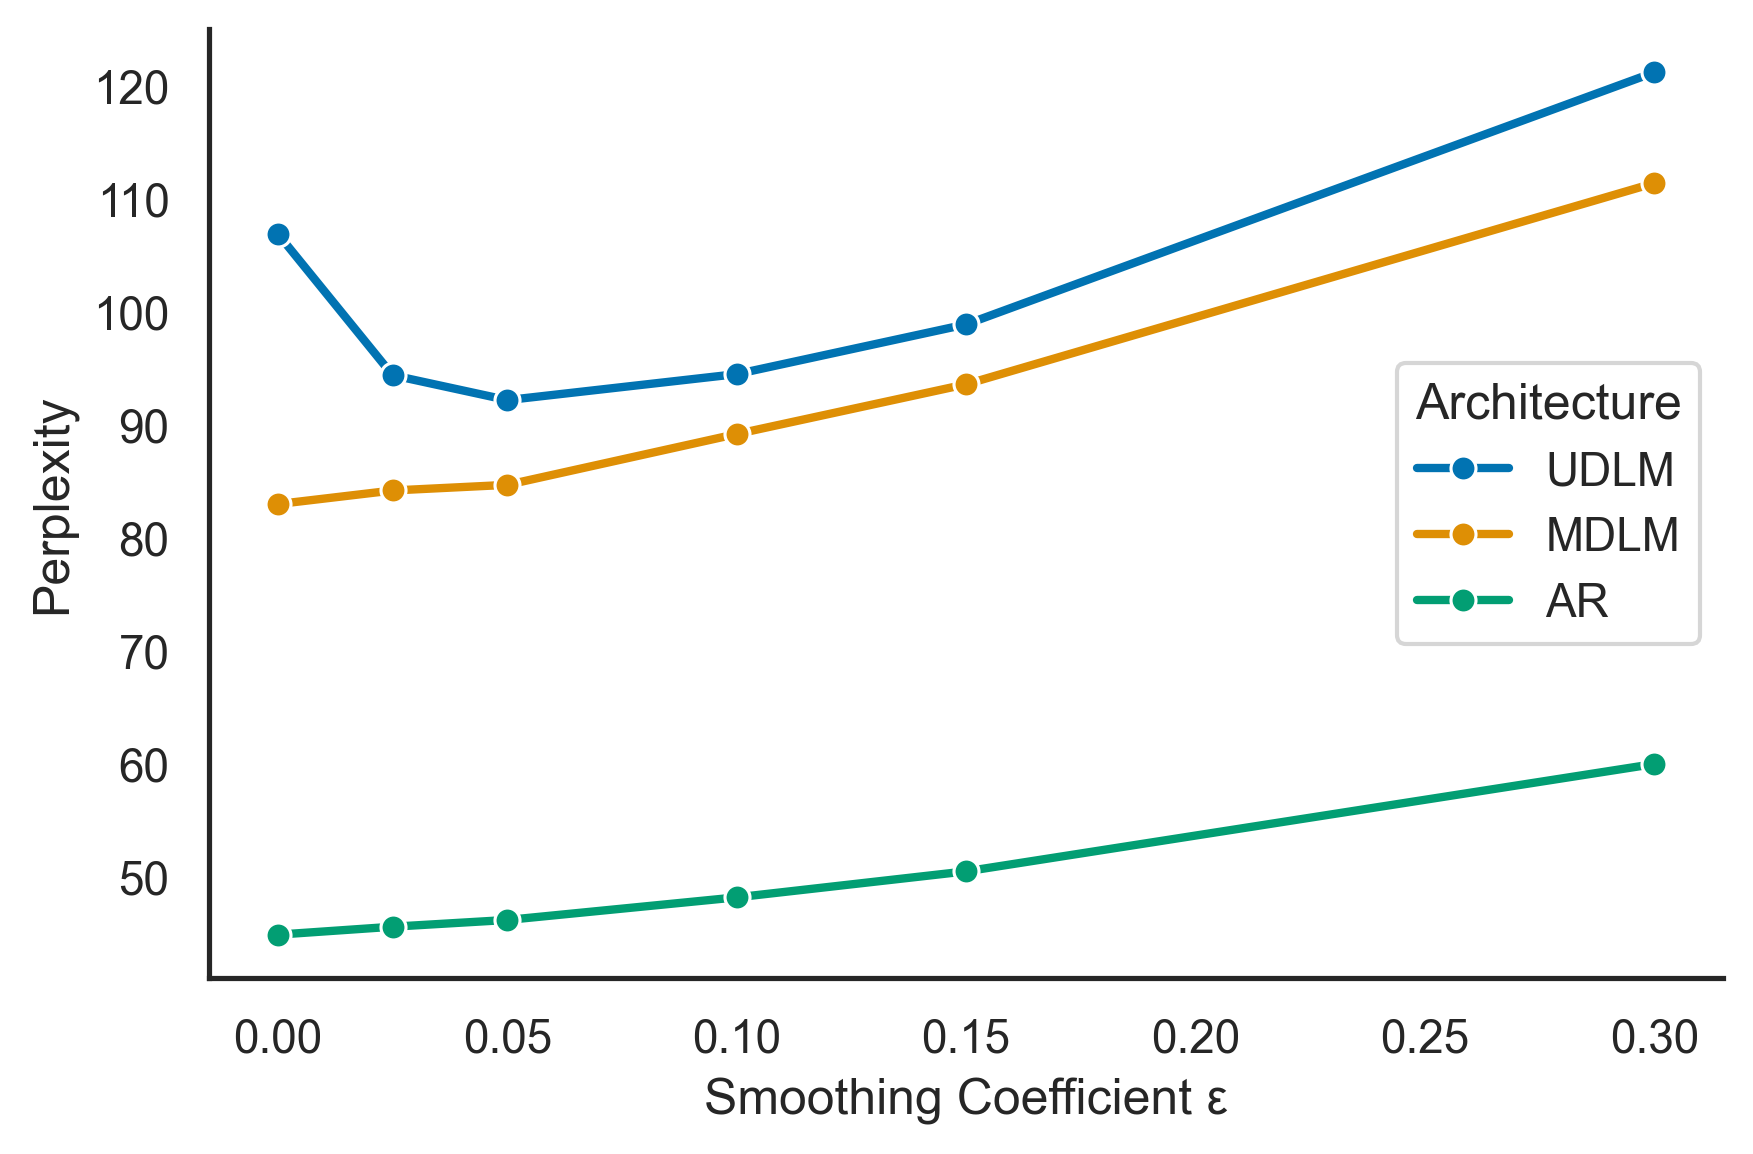 120
110
100
90
80
70
60
50
Perplexity
Architecture
UDLM
MDLM
AR
0.00 0.05 0.10 0.15 0.20 0.25 0.30
Smoothing Coefficient ε